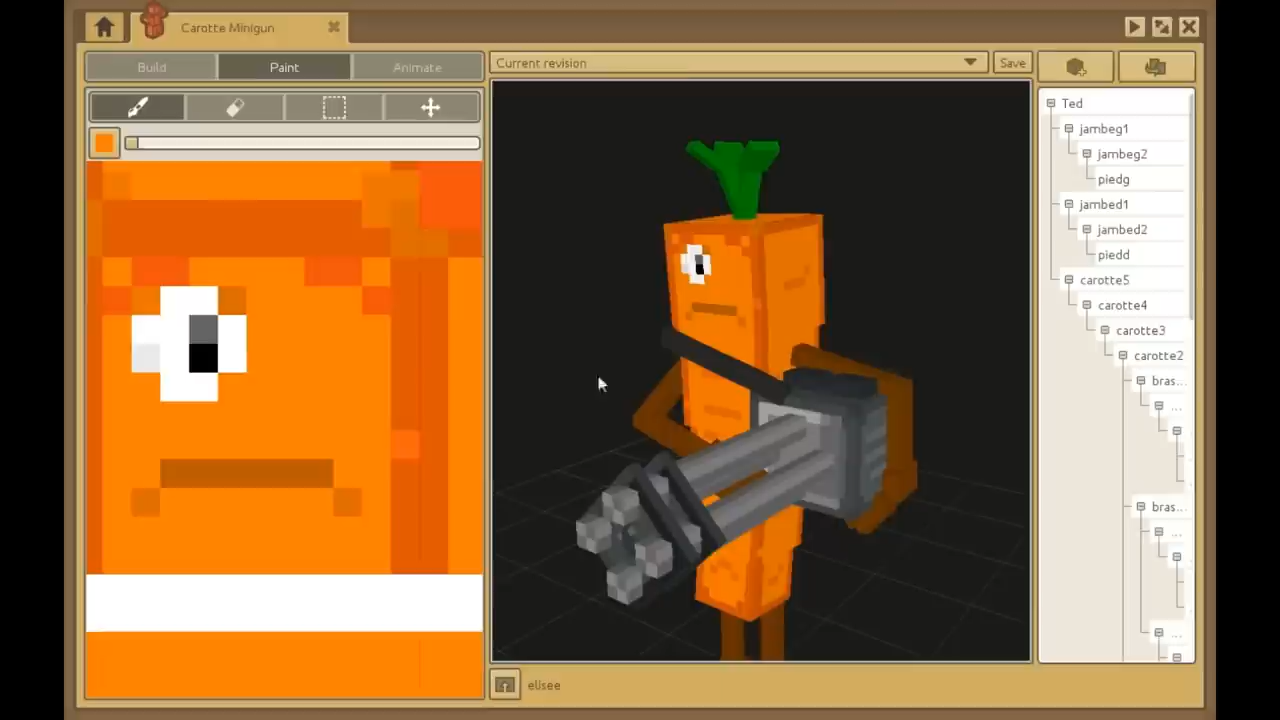 Carotte Minigun
Build
Paint
Animate
Current revision
Save
Ted
jambeg1
jambeg2
piedg
jambed1
jambed2
piedd
carotte5
carotte4
carotte3
carotte2
bras...
...
bras...
...
...
elisee